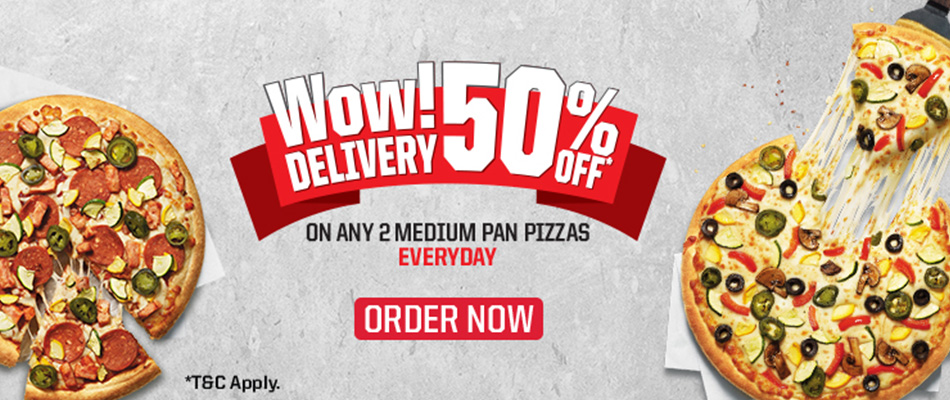 Wow! 50%
DELIVERY OFF*
ON ANY 2 MEDIUM PAN PIZZAS
EVERYDAY
ORDER NOW
*T&C Apply.